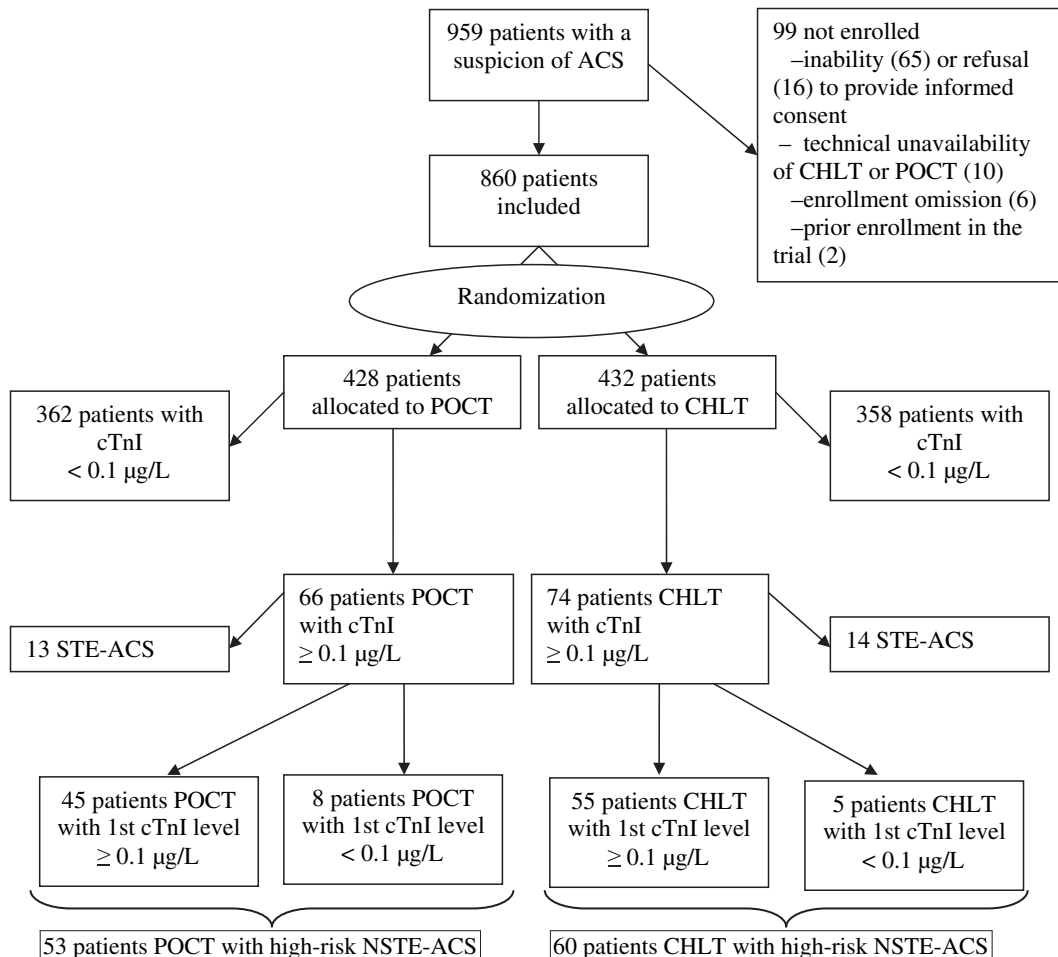 959 patients with a
suspicion of ACS
99 not enrolled
–inability (65) or refusal
(16) to provide informed
consent
– technical unavailability
of CHLT or POCT (10)
–enrollment omission (6)
–prior enrollment in the
trial (2)
860 patients
included
Randomization
428 patients
allocated to POCT
432 patients
allocated to CHLT
362 patients with
cTnI
< 0.1 µg/L
358 patients with
cTnI
< 0.1 µg/L
66 patients POCT
with cTnI
≥ 0.1 µg/L
74 patients CHLT
with cTnI
≥ 0.1 µg/L
13 STE-ACS
14 STE-ACS
45 patients POCT
with 1st cTnI level
≥ 0.1 µg/L
8 patients POCT
with 1st cTnI level
< 0.1 µg/L
55 patients CHLT
with 1st cTnI level
≥ 0.1 µg/L
5 patients CHLT
with 1st cTnI level
< 0.1 µg/L
53 patients POCT with high-risk NSTE-ACS
60 patients CHLT with high-risk NSTE-ACS